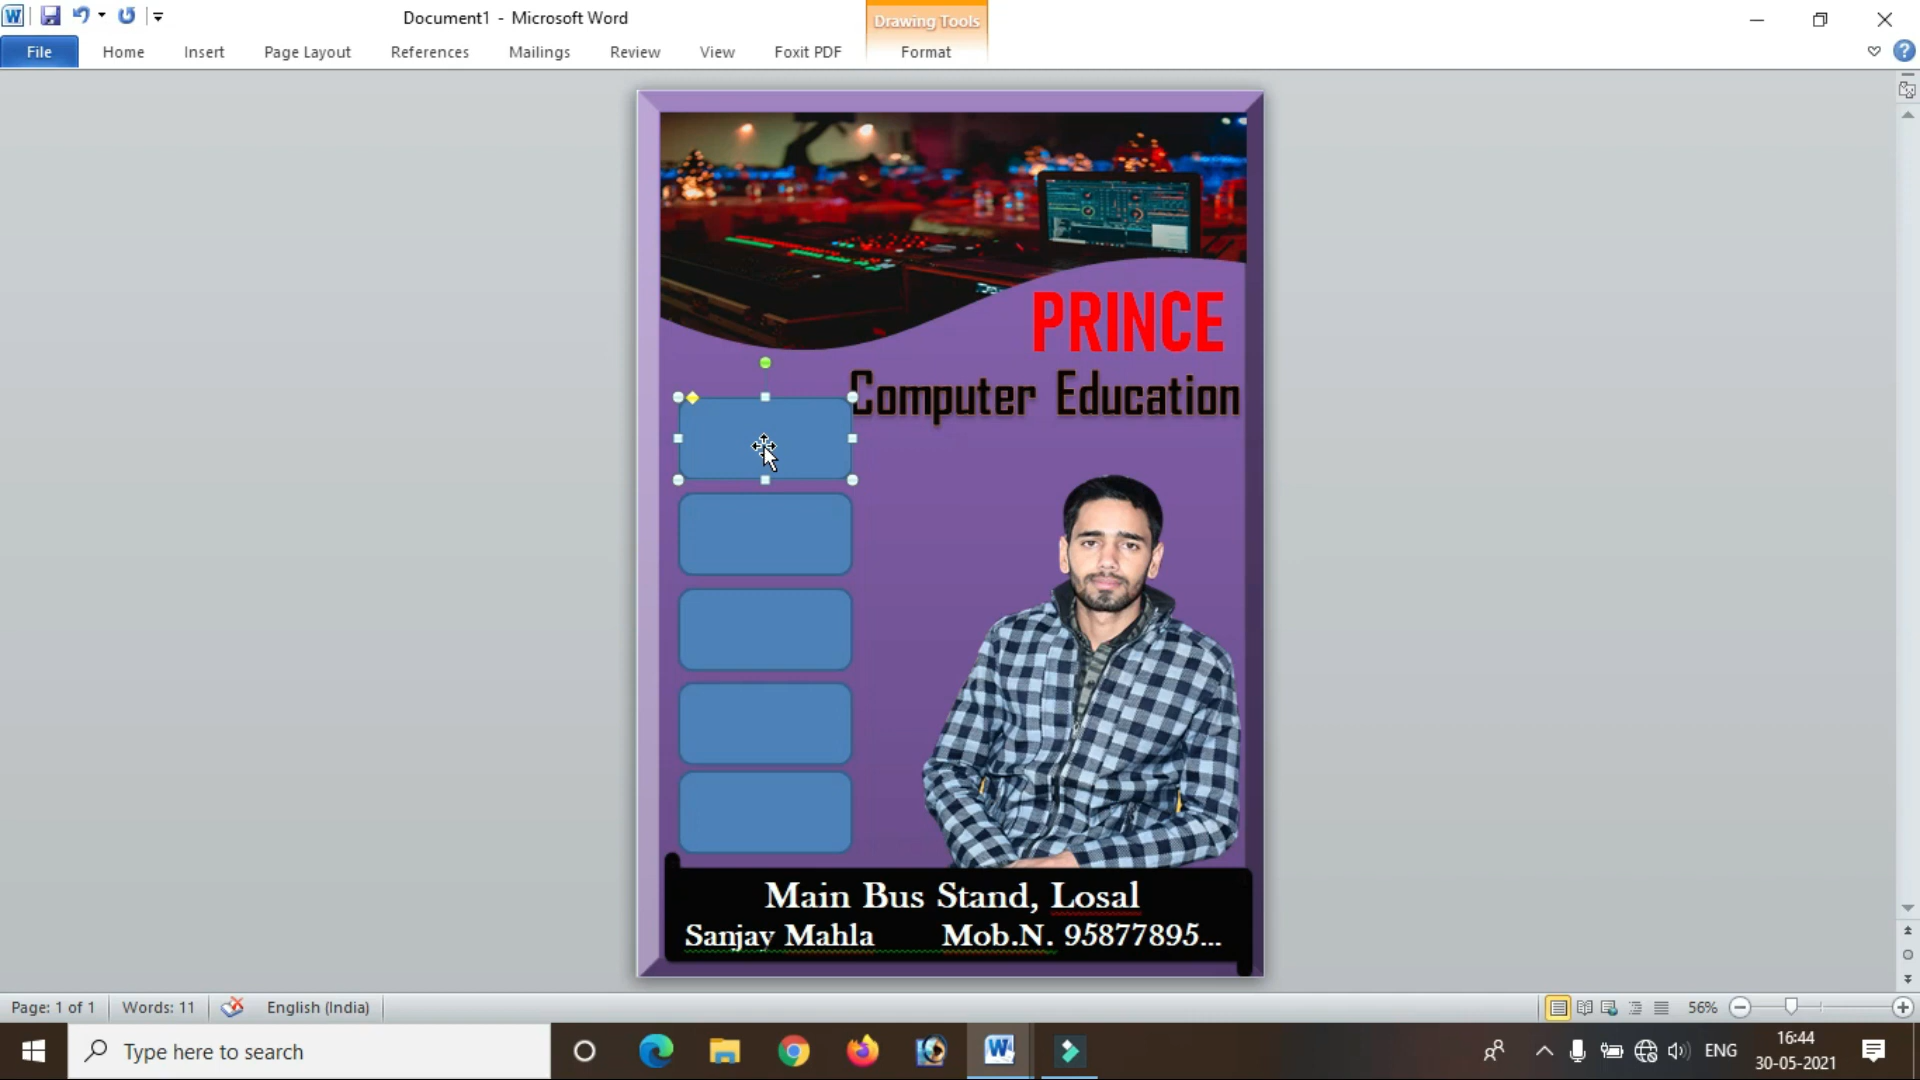 Document1 - Microsoft Word
Drawing Tools
File
Home
Insert
Page Layout
References
Mailings
Review
View
Foxit PDF
Format
PRINCE
Computer Education
Main Bus Stand, Losal
Sanjay Mahla Mob.N. 95877895...
Page: 1 of 1
Words: 11
English (India)
56%
Type here to search
ENG
16:44
30-05-2021